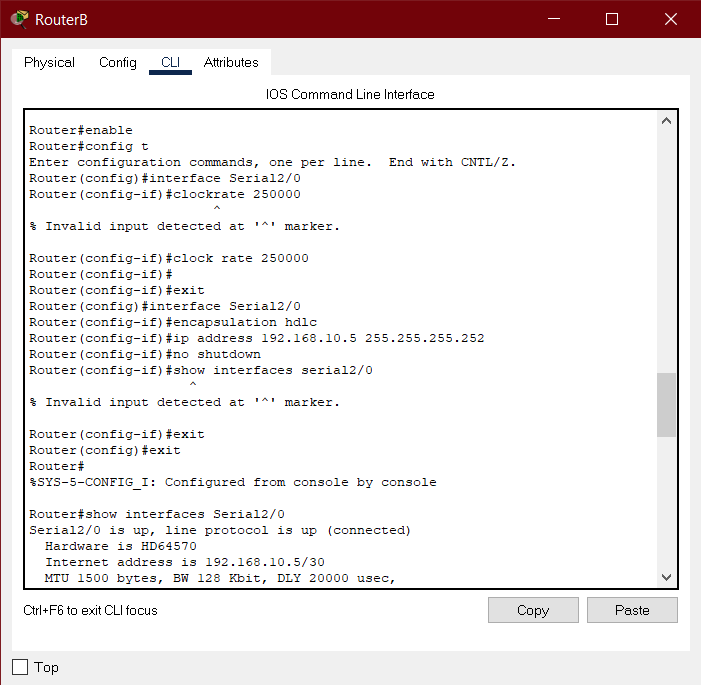 RouterB
Physical Config CLI Attributes
IOS Command Line Interface
Router#enable
Router#config t
Enter configuration commands, one per line.  End with CNTL/Z.
Router(config)#interface Serial2/0
Router(config-if)#clockrate 250000
^
% Invalid input detected at '^' marker.
Router(config-if)#clock rate 250000
Router(config-if)#
Router(config-if)#exit
Router(config)#interface Serial2/0
Router(config-if)#encapsulation hdlc
Router(config-if)#ip address 192.168.10.5 255.255.255.252
Router(config-if)#no shutdown
Router(config-if)#show interfaces serial2/0
^
% Invalid input detected at '^' marker.
Router(config-if)#exit
Router(config)#exit
Router#
%SYS-5-CONFIG_I: Configured from console by console
Router#show interfaces Serial2/0
Serial2/0 is up, line protocol is up (connected)
Hardware is HD64570
Internet address is 192.168.10.5/30
MTU 1500 bytes, BW 128 Kbit, DLY 20000 usec,
Ctrl+F6 to exit CLI focus Copy Paste
Top